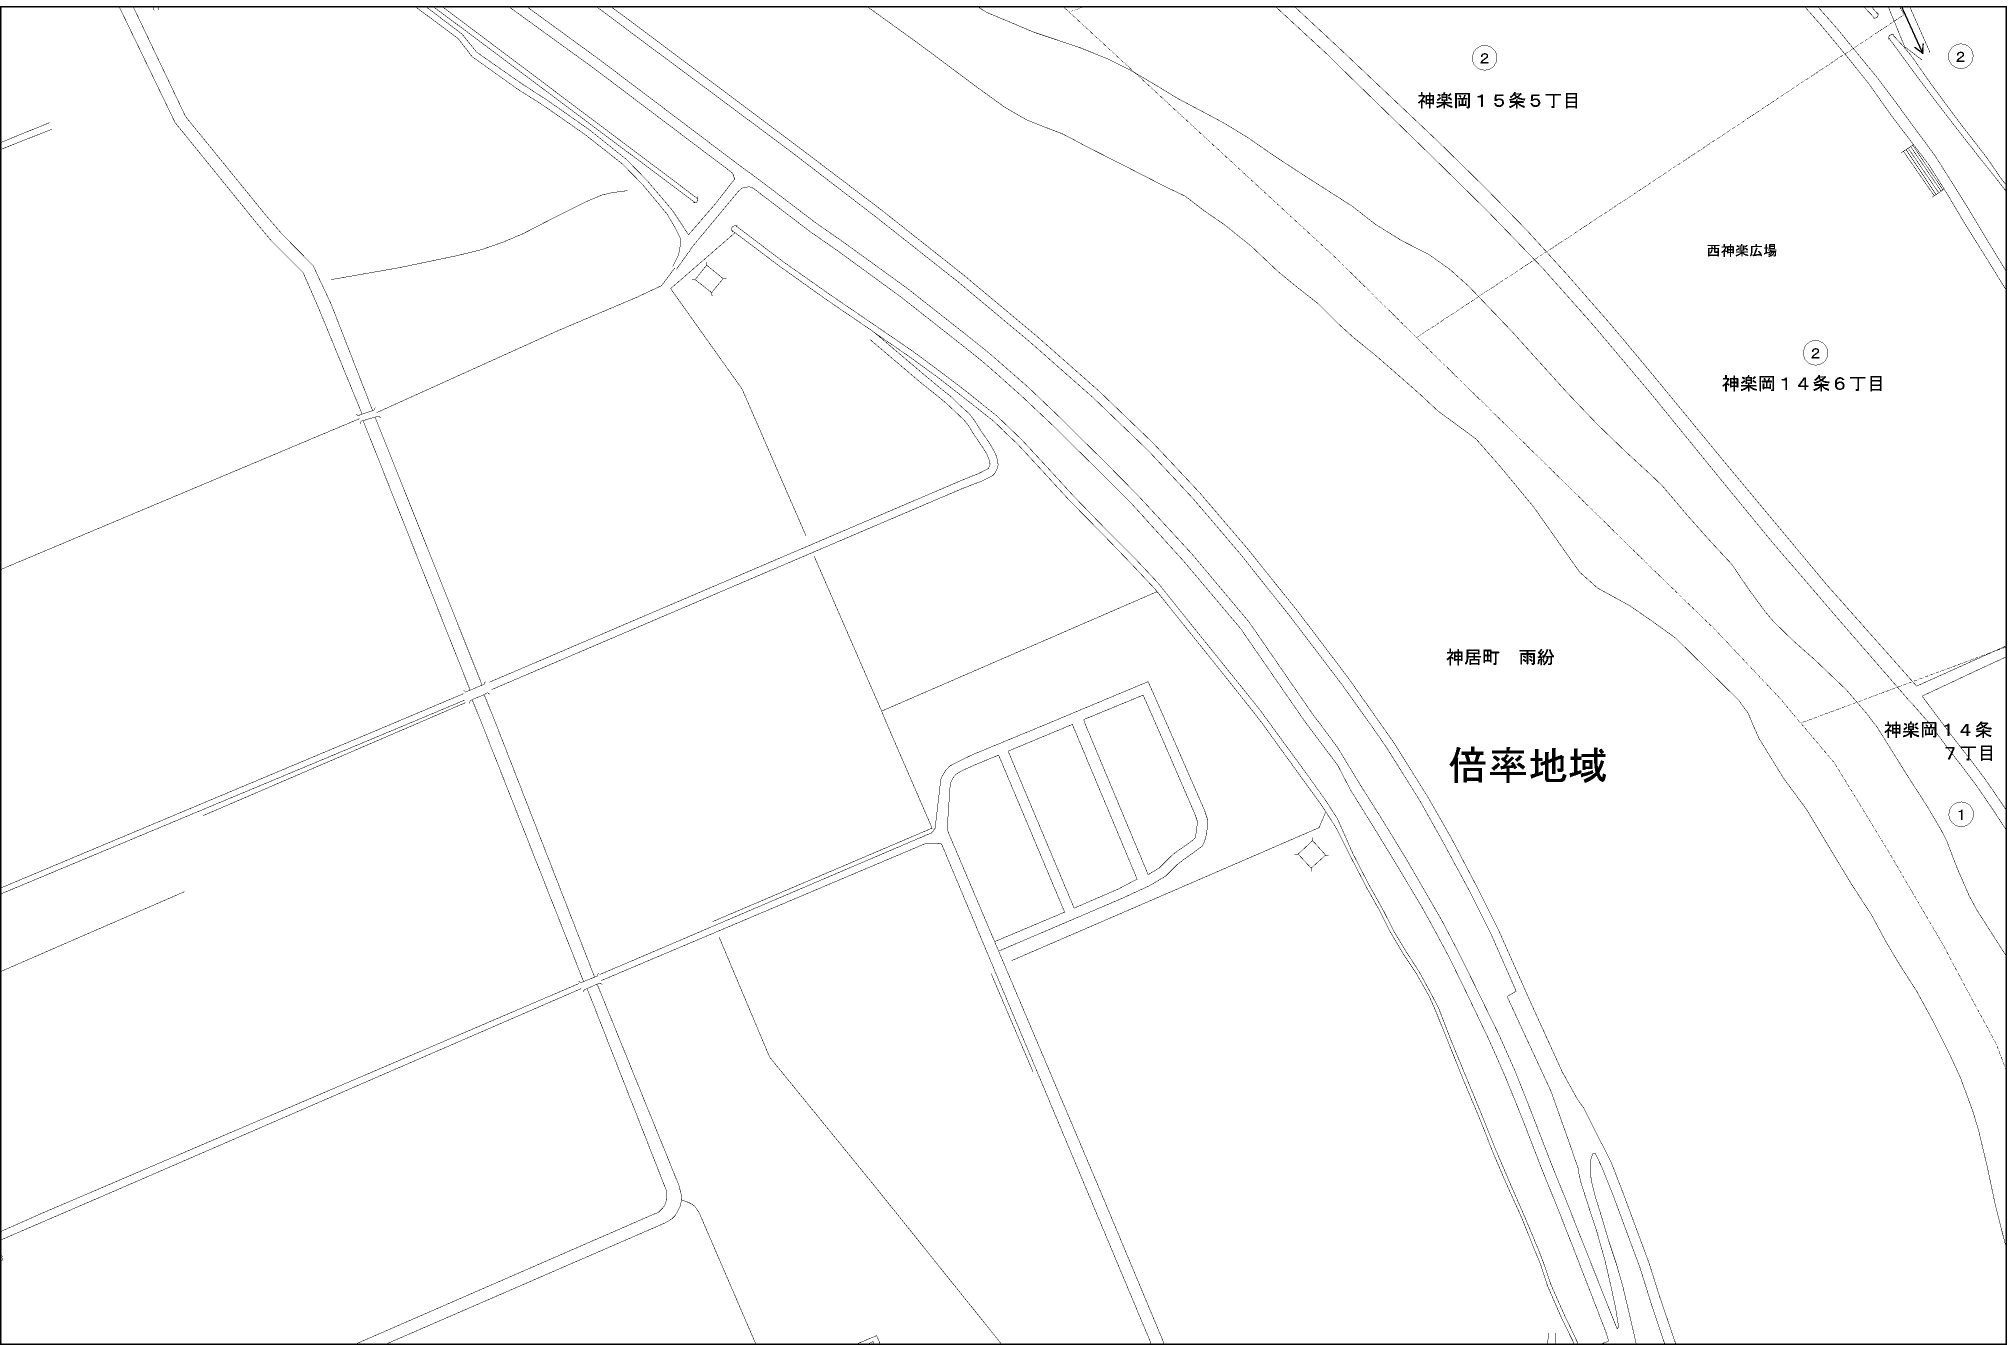 ②
②
神楽岡１５条５丁目
西神楽広場
②
神楽岡１４条６丁目
神居町　雨紛
神楽岡１４条
７丁目
倍率地域
①